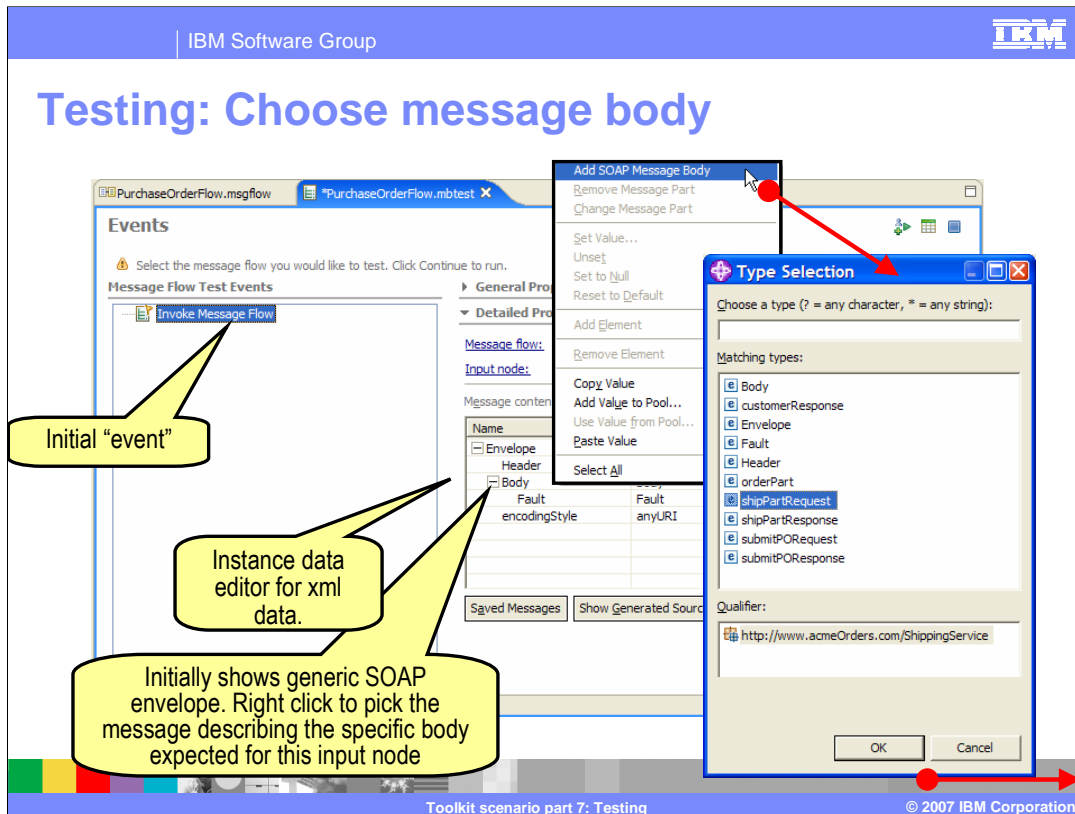 IBM Software Group
IBM
Testing: Choose message body
PurchaseOrderFlow.msgflow
*PurchaseOrderFlow.mbtest
Events
Select the message flow you would like to test. Click Continue to run.
Message Flow Test Events
Invoke Message Flow
General Pro
Detailed Pro
Message flow:
Input node:
Message conten
Name
Envelope
Header
Body
Fault
Fault
encodingStyle
anyURI
Saved Messages
Show Generated Sourc
Add SOAP Message Body
Remove Message Part
Change Message Part
Set Value...
Unset
Set to Null
Reset to Default
Add Element
Remove Element
Copy Value
Add Value to Pool...
Use Value from Pool...
Paste Value
Select All
Type Selection
Choose a type (? = any character, * = any string):
Matching types:
Body
customerResponse
Envelope
Fault
Header
orderPart
shipPartRequest
shipPartResponse
submitPORequest
submitPOResponse
Qualifier:
http://www.acmeOrders.com/ShippingService
OK
Cancel
Initial “event”
Instance data
editor for xml
data.
Initially shows generic SOAP
envelope. Right click to pick the
message describing the specific body
expected for this input node
Toolkit scenario part 7: Testing
© 2007 IBM Corporation